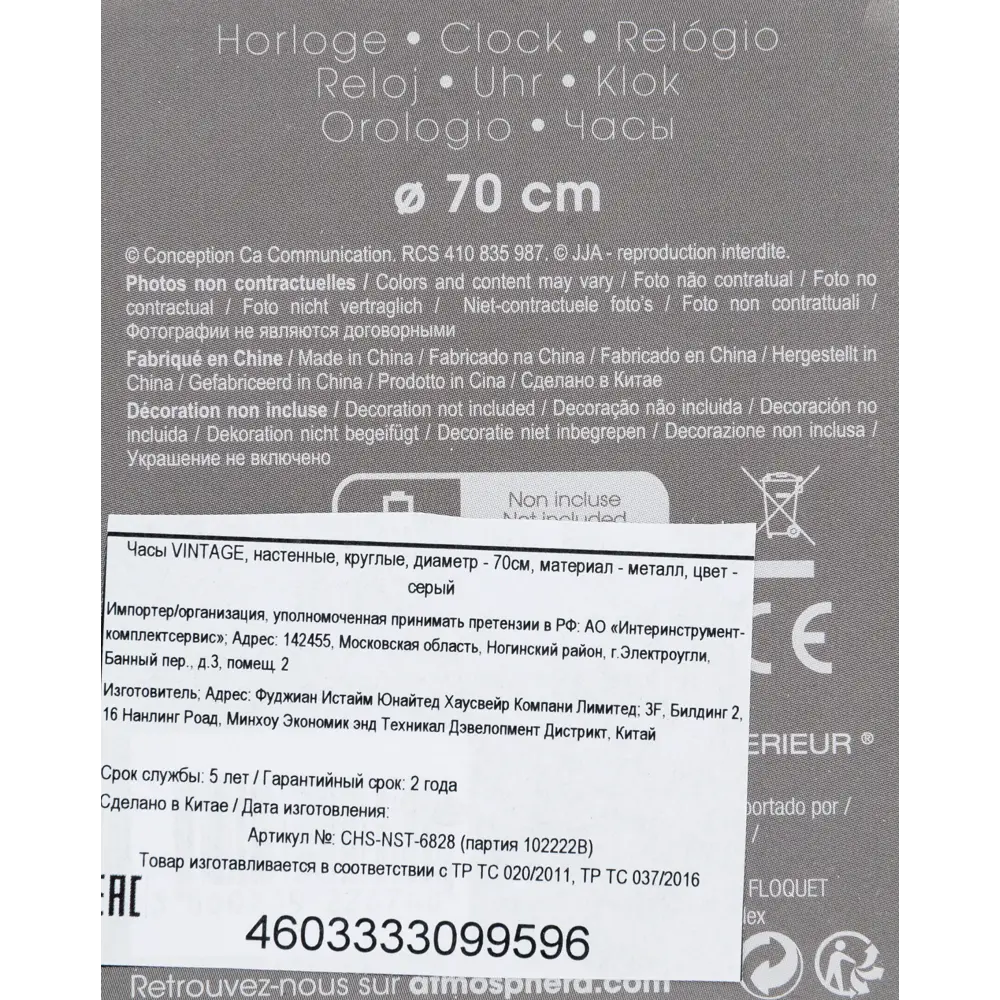 Horloge • Clock • Relógio
Reloj • Uhr • Klok
Orologio • Часы
ø 70 cm
© Conception Ca Communication. RCS 410 835 987. © JJA - reproduction interdite.
Photos non contractuelles / Colors and content may vary / Foto não contratual / Foto no
contractual / Foto nicht vertraglich / Niet-contractuele foto's / Foto non contrattuali /
Фотографии не являются договорными
Fabriqué en Chine / Made in China / Fabricado na China / Fabricado en China / Hergestellt in
China / Gefabriceerd in China / Prodotto in Cina / Сделано в Китае
Décoration non incluse / Decoration not included / Decoração não incluida / Decoración no
incluida / Dekoration nicht begeifügt / Decoratie niet inbegrepen / Decorazione non inclusa /
Украшение не включено
Non incluse
Not included
Часы VINTAGE, настенные, круглые, диаметр - 70см, материал - металл, цвет -
серый
Импортер/организация, уполномоченная принимать претензии в РФ: АО «Интеринструмент-
комплектсервис»; Адрес: 142455, Московская область, Ногинский район, г.Электроугли,
Банный пер., д.3, помещ. 2
Изготовитель; Адрес: Фуджиан Истайм Юнайтед Хаусвейр Компани Лимитед; 3F, Билдинг 2,
16 Нанлинг Роад, Минхоу Экономик энд Техникал Дэвелопмент Дистрикт, Китай
Срок службы: 5 лет / Гарантийный срок: 2 года
Сделано в Китае / Дата изготовления:
Артикул №: CHS-NST-6828 (партия 102222B)
Товар изготавливается в соответствии с ТР ТС 020/2011, ТР ТС 037/2016
EAC
4603333099596
CE
ERIEUR ®
portado por /
/
FLOQUET
lex
Retrouvez-nous sur atmosphera.com